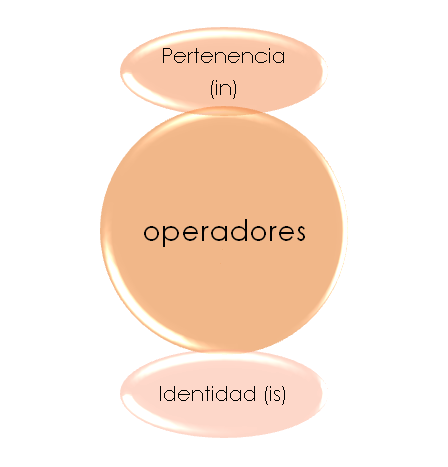 Pertenencia
(in)
operadores
Identidad (is)